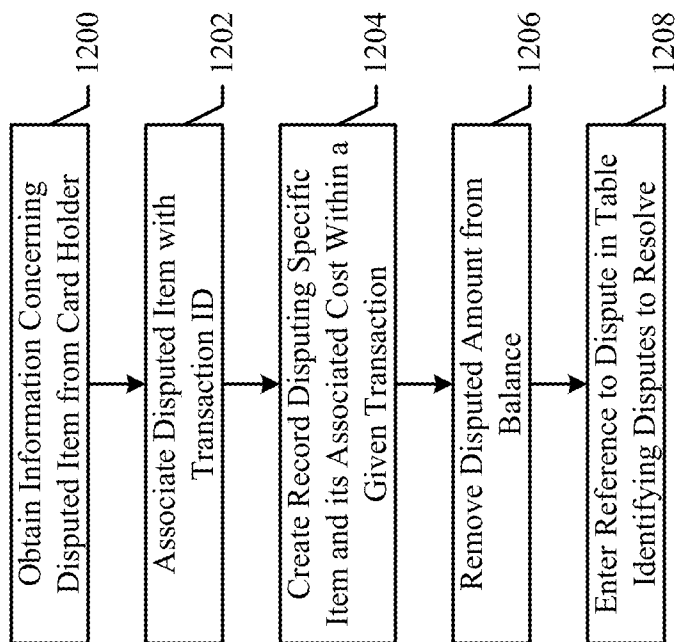 Obtain Information Concerning
Disputed Item from Card Holder
1200
Associate Disputed Item with
Transaction ID
1202
Create Record Disputing Specific
Item and its Associated Cost Within a
Given Transaction
1204
Remove Disputed Amount from
Balance
1206
Enter Reference to Dispute in Table
Identifying Disputes to Resolve
1208